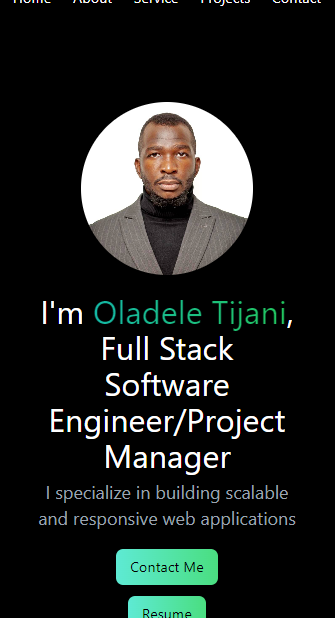 Home About Service Projects Contact
I'm Oladele Tijani,
Full Stack
Software
Engineer/Project
Manager
I specialize in building scalable
and responsive web applications
Contact Me
Resume